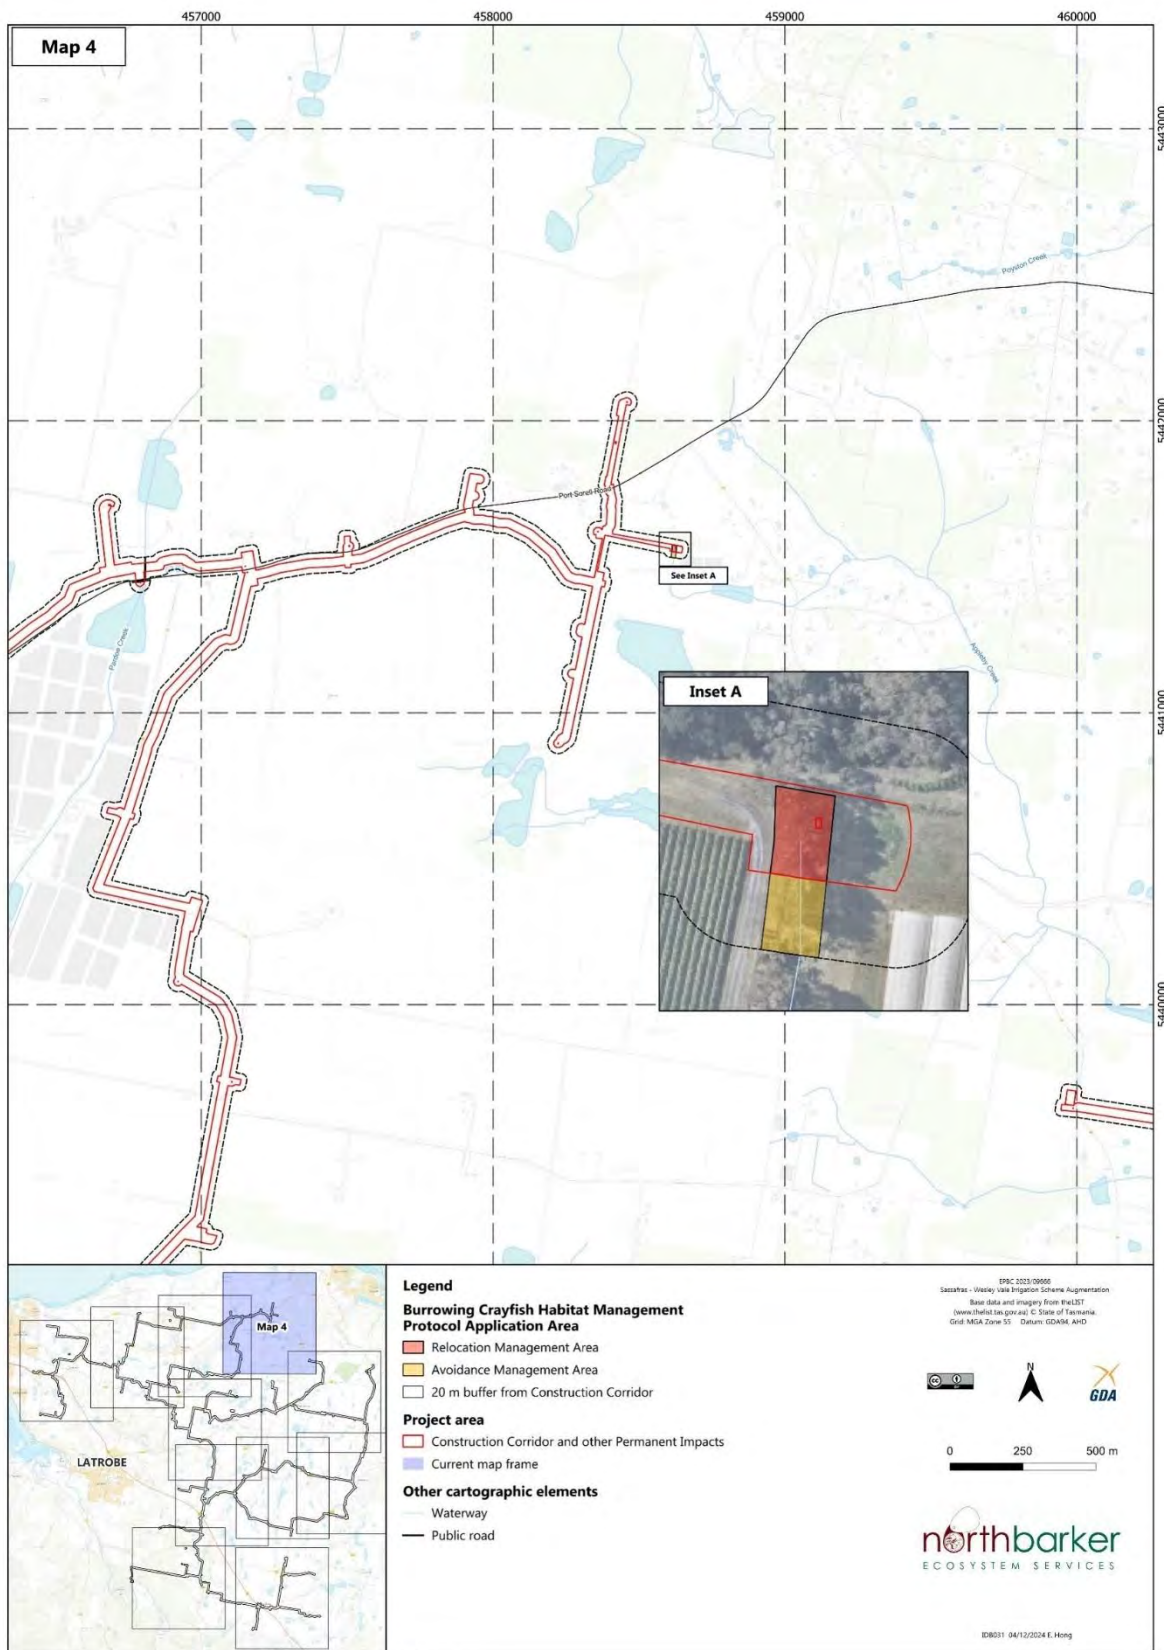 457000
458000
459000
460000
Map 4
5443000
Poyston Creek
5442000
Port Sorell Road
See Inset A
Pardoe Creek
Appleby Creek
5441000
Inset A
5440000
Map 4
LATROBE
Legend
Burrowing Crayfish Habitat Management
Protocol Application Area
Relocation Management Area
Avoidance Management Area
20 m buffer from Construction Corridor
Project area
Construction Corridor and other Permanent Impacts
Current map frame
Other cartographic elements
Waterway
Public road
EPBC 2023/09666
Sassafras - Wesley Vale Irrigation Scheme Augmentation
Base data and imagery from theLIST
(www.thelist.tas.gov.au) © State of Tasmania.
Grid: MGA Zone 55 Datum: GDA94, AHD
CC
N
GDA
0 250 500 m
northbarker
ECOSYSTEM SERVICES
IDB031 04/12/2024 E. Hong